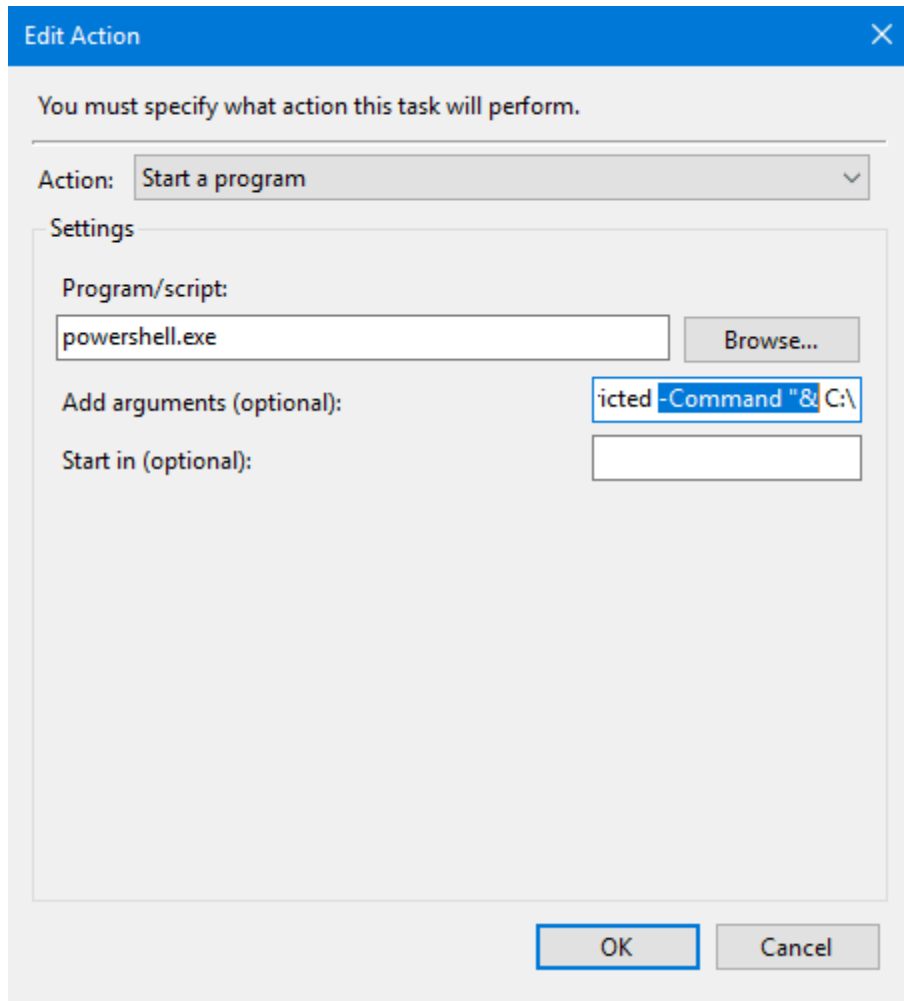 Edit Action
You must specify what action this task will perform.
Action: Start a program
Settings
Program/script:
powershell.exe Browse...
Add arguments (optional): icted -Command "& C:\
Start in (optional):
OK Cancel